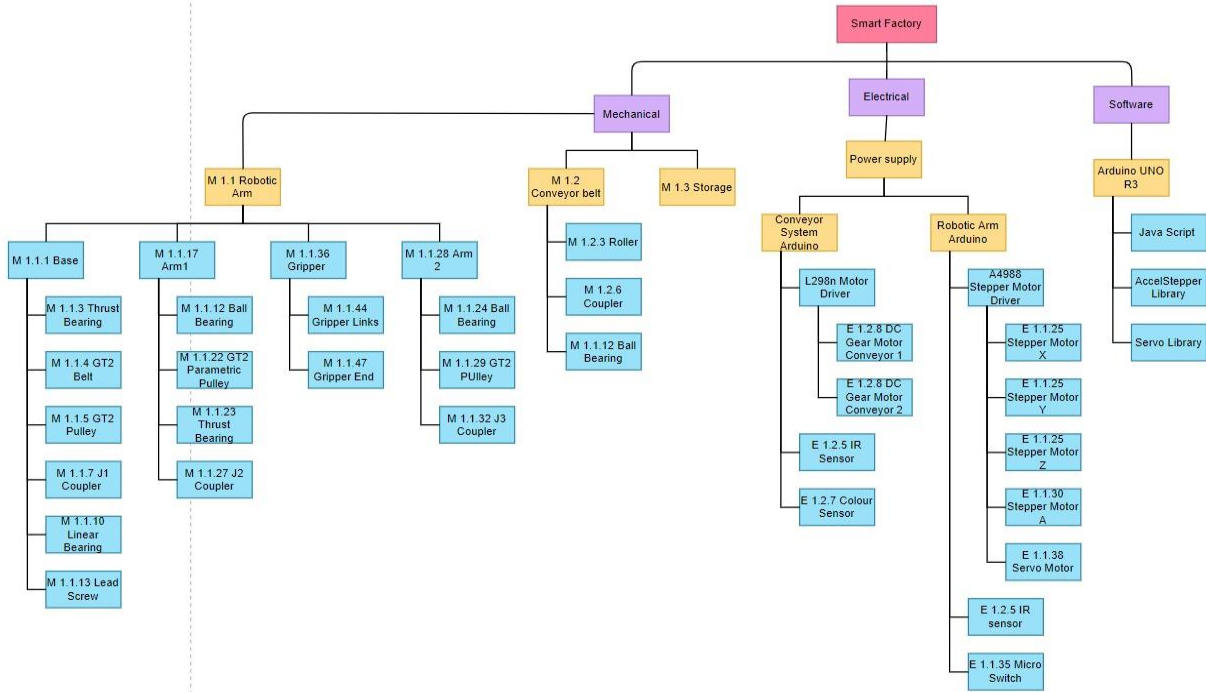 Smart Factory
Mechanical
Electrical
Software
M 1.1 Robotic
Arm
M 1.2
Conveyor belt
M 1.3 Storage
Power supply
Arduino UNO
R3
M 1.1.1 Base
M 1.1.3 Thrust
Bearing
M 1.1.4 GT2
Belt
M 1.1.5 GT2
Pulley
M 1.1.7 J1
Coupler
M 1.1.10
Linear
Bearing
M 1.1.13 Lead
Screw
M 1.1.17
Arm1
M 1.1.12 Ball
Bearing
M 1.1.22 GT2
Parametric
Pulley
M 1.1.23
Thrust
Bearing
M 1.1.27 J2
Coupler
M 1.1.36
Gripper
M 1.1.44
Gripper Links
M 1.1.47
Gripper End
M 1.1.28 Arm
2
M 1.1.24 Ball
Bearing
M 1.1.29 GT2
PUlley
M 1.1.32 J3
Coupler
M 1.2.3 Roller
M 1.2.6
Coupler
M 1.1.12 Ball
Bearing
Conveyor
System
Arduino
L298n Motor
Driver
E 1.2.8 DC
Gear Motor
Conveyor 1
E 1.2.8 DC
Gear Motor
Conveyor 2
E 1.2.5 IR
Sensor
E 1.2.7 Colour
Sensor
Robotic Arm
Arduino
A4988
Stepper Motor
Driver
E 1.1.25
Stepper Motor
X
E 1.1.25
Stepper Motor
Y
E 1.1.25
Stepper Motor
Z
E 1.1.30
Stepper Motor
A
E 1.1.38
Servo Motor
E 1.2.5 IR
sensor
E 1.1.35 Micro
Switch
Java Script
AccelStepper
Library
Servo Library